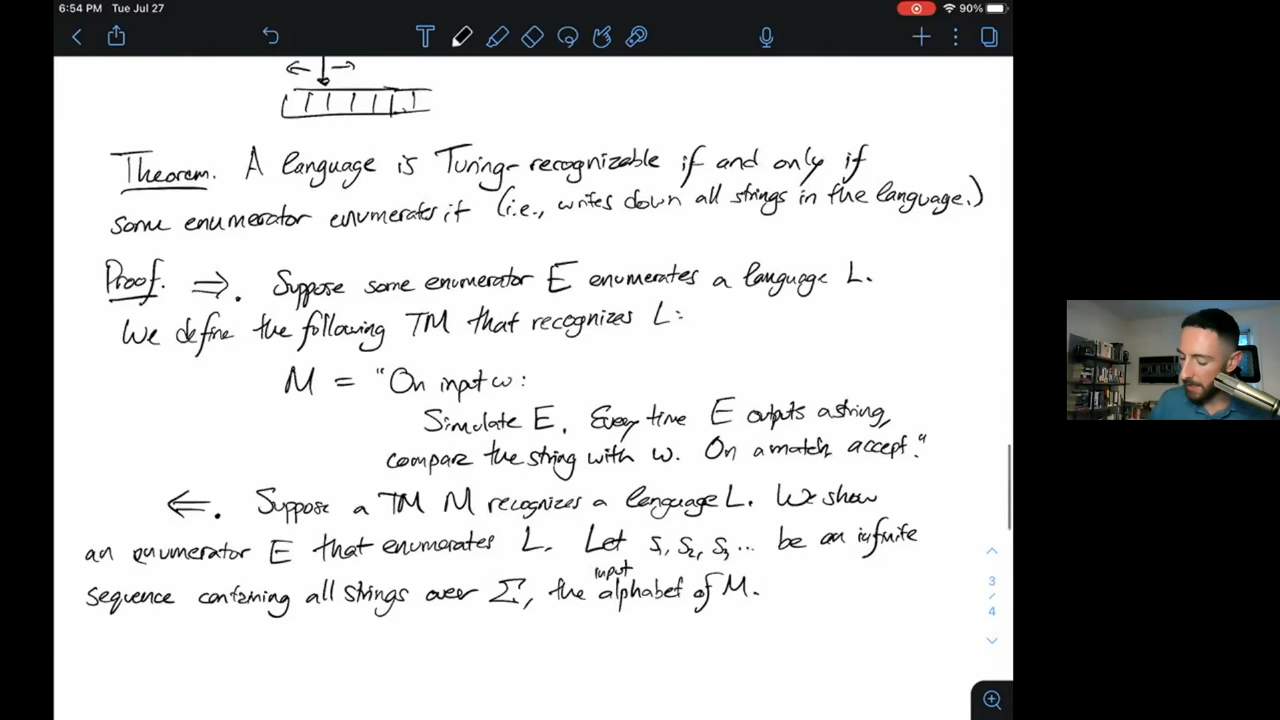 6:54 PM Tue Jul 27
90%
Theorem. A language is Turing-recognizable if and only if
some enumerator enumerates it (i.e., writes down all strings in the language.)
Proof. ⇒. Suppose some enumerator E enumerates a language L.
We define the following TM that recognizes L:
M = "On input w:
Simulate E. Every time E outputs a string,
compare the string with w. On a match accept."
⇐. Suppose a TM M recognizes a language L. We show
an enumerator E that enumerates L. Let s₁, s₂, s₃ ... be an infinite
sequence containing all strings over Σ, the input alphabet of M.
3
/
4